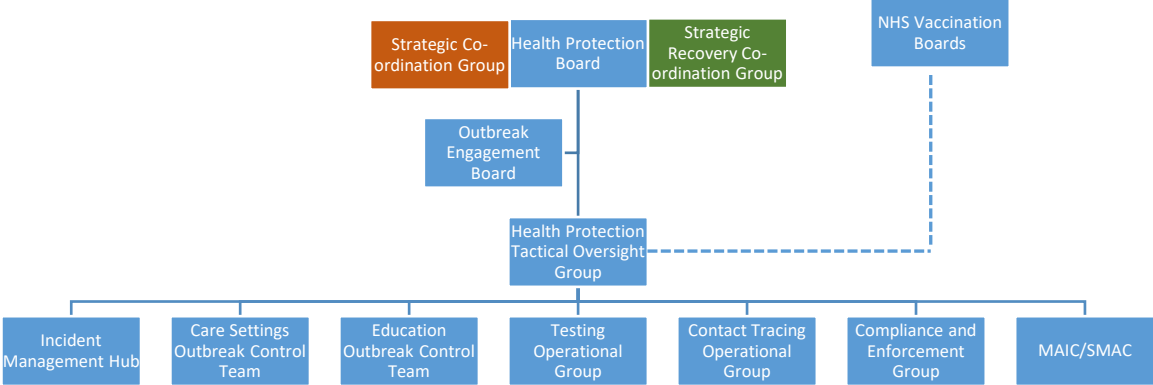 Strategic Co-
ordination Group
Health Protection
Board
Strategic
Recovery Co-
ordination Group
NHS Vaccination
Boards
Outbreak
Engagement
Board
Health Protection
Tactical Oversight
Group
Incident
Management Hub
Care Settings
Outbreak Control
Team
Education
Outbreak Control
Team
Testing
Operational
Group
Contact Tracing
Operational
Group
Compliance and
Enforcement
Group
MAIC/SMAC